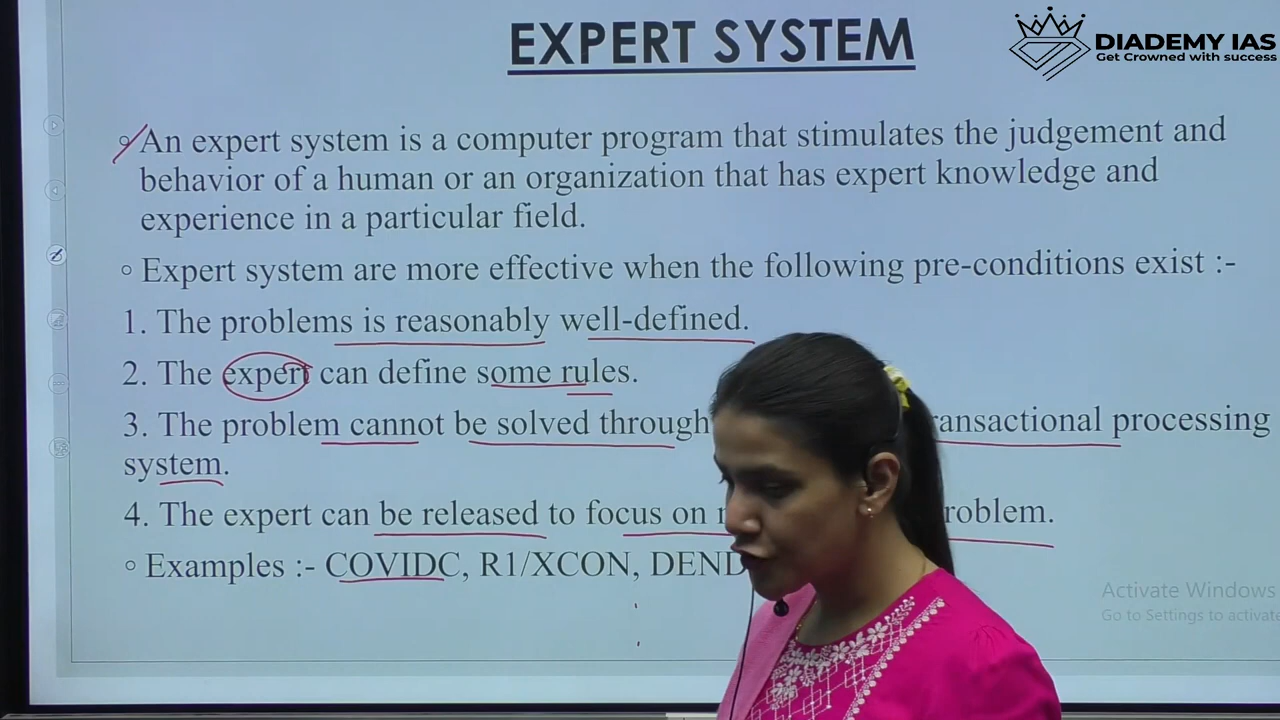 EXPERT SYSTEM
DIADEMY IAS
Get Crowned with success
◦ An expert system is a computer program that stimulates the judgement and
behavior of a human or an organization that has expert knowledge and
experience in a particular field.
◦ Expert system are more effective when the following pre-conditions exist :-
1. The problems is reasonably well-defined.
2. The expert can define some rules.
3. The problem cannot be solved through ansactional processing
system.
4. The expert can be released to focus on roblem.
◦ Examples :- COVIDC, R1/XCON, DEND
Activate Windows
Go to Settings to activate